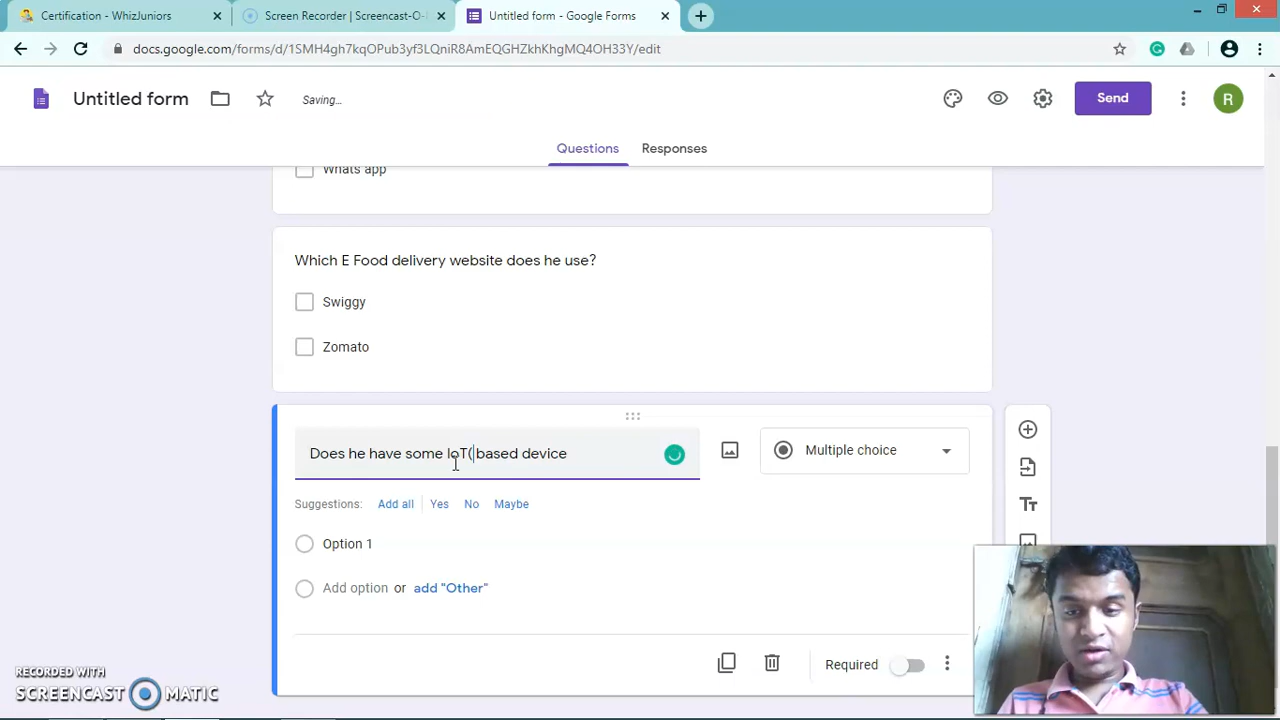 Certification - WhizJuniors
Screen Recorder | Screencast-O-
Untitled form - Google Forms
docs.google.com/forms/d/1SMH4gh7kqOPub3yf3LQniR8AmEQGHZkhKhgMQ4OH33Y/edit
Untitled form
Saving...
Send
R
Questions
Responses
Whats app
Which E Food delivery website does he use?
Swiggy
Zomato
Does he have some IoT( based device
Multiple choice
Suggestions: Add all Yes No Maybe
Option 1
Add option or add "Other"
Required
RECORDED WITH
SCREENCAST MATIC